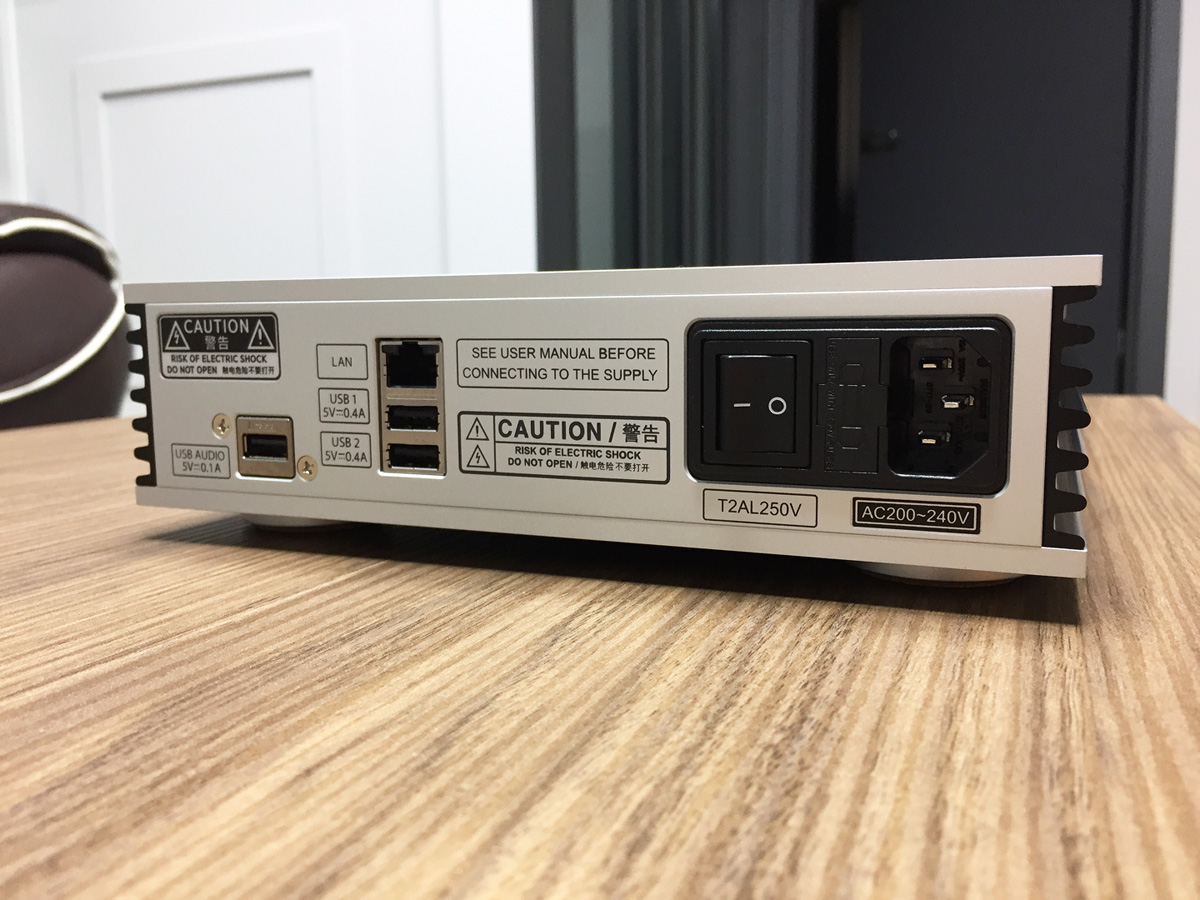 CAUTION
警告
RISK OF ELECTRIC SHOCK
DO NOT OPEN 触电危险不要打开
LAN
USB 1
5V⎓0.4A
USB 2
5V⎓0.4A
USB AUDIO
5V⎓0.1A
SEE USER MANUAL BEFORE
CONNECTING TO THE SUPPLY
CAUTION / 警告
RISK OF ELECTRIC SHOCK
DO NOT OPEN / 触电危险不要打开
I O
T2AL250V
AC200~240V